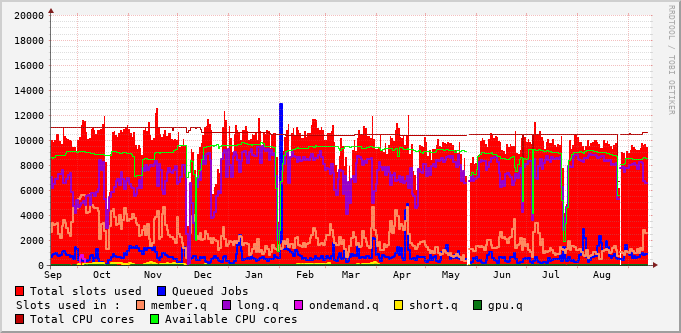 RRDTOOL / TOBI OETIKER
20000
18000
16000
14000
12000
10000
8000
6000
4000
2000
0
Sep Oct Nov Dec Jan Feb Mar Apr May Jun Jul Aug
Total slots used Queued Jobs
Slots used in : member.q long.q ondemand.q short.q gpu.q
Total CPU cores Available CPU cores